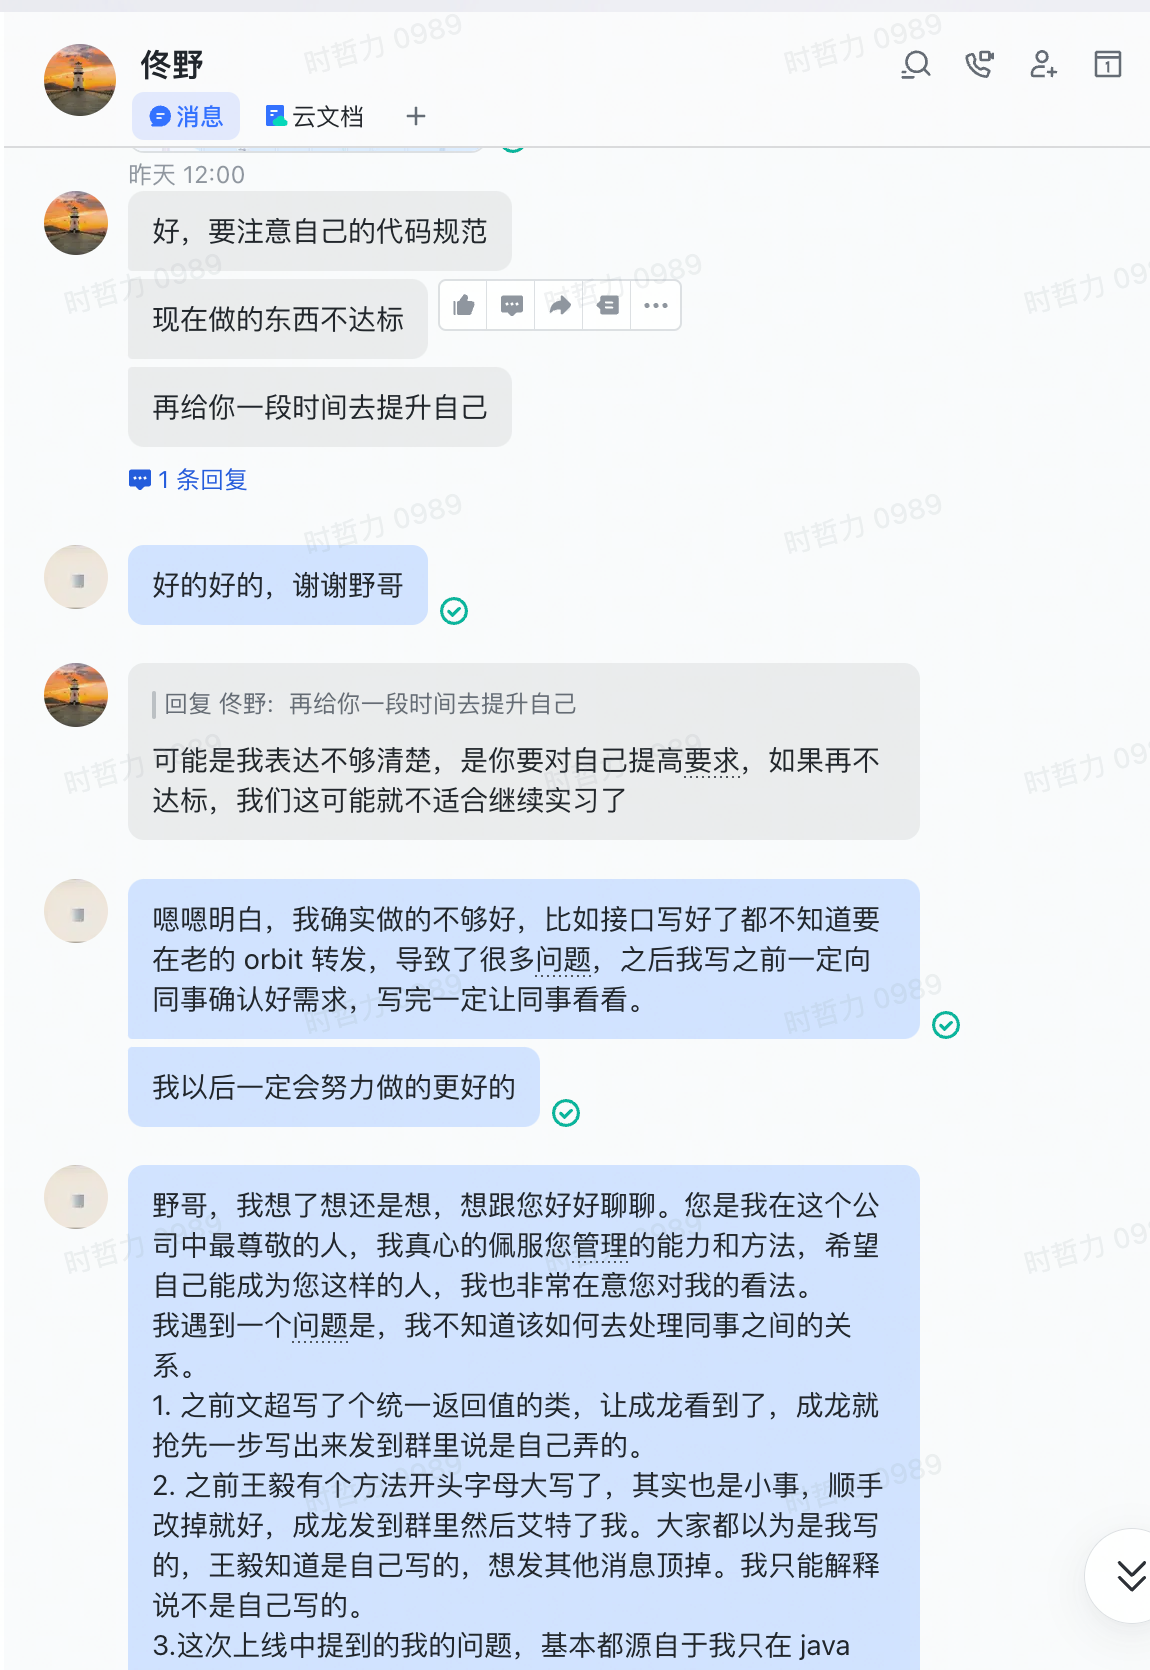 佟野
消息
云文档
昨天 12:00
好，要注意自己的代码规范
现在做的东西不达标
再给你一段时间去提升自己
1 条回复
好的好的，谢谢野哥
回复 佟野: 再给你一段时间去提升自己
可能是我表达不够清楚，是你要对自己提高要求，如果再不
达标，我们这可能就不适合继续实习了
嗯嗯明白，我确实做的不够好，比如接口写好了都不知道要
在老的 orbit 转发，导致了很多问题，之后我写之前一定向
同事确认好需求，写完一定让同事看看。
我以后一定会努力做的更好的
野哥，我想了想还是想，想跟您好好聊聊。您是我在这个公
司中最尊敬的人，我真心的佩服您管理的能力和方法，希望
自己能成为您这样的人，我也非常在意您对我的看法。
我遇到一个问题是，我不知道该如何去处理同事之间的关
系。
1. 之前文超写了个统一返回值的类，让成龙看到了，成龙就
抢先一步写出来发到群里说是自己弄的。
2. 之前王毅有个方法开头字母大写了，其实也是小事，顺手
改掉就好，成龙发到群里然后艾特了我。大家都以为是我写
的，王毅知道是自己写的，想发其他消息顶掉。我只能解释
说不是自己写的。
3.这次上线中提到的我的问题，基本都源自于我只在 java
时哲力 0989